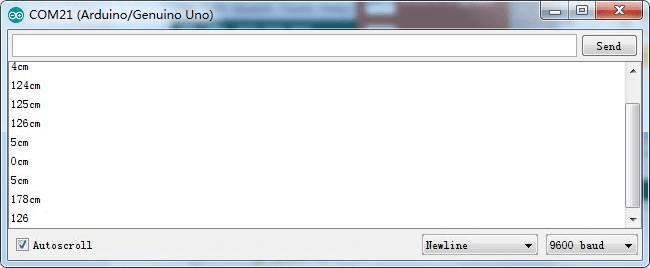 COM21 (Arduino/Genuino Uno)
Send
4cm
124cm
125cm
126cm
5cm
0cm
5cm
178cm
126
Autoscroll
Newline
9600 baud